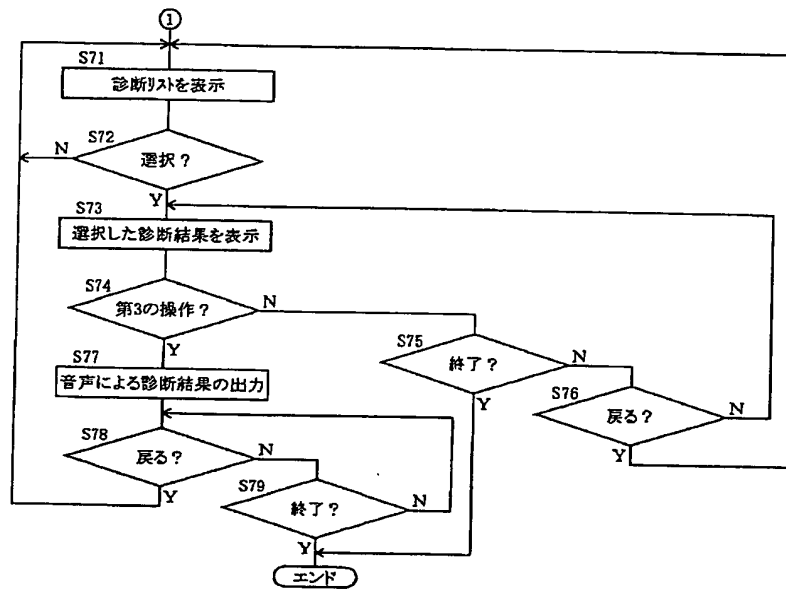 1
S71
診断リストを表示
S72
選択？
N
Y
S73
選択した診断結果を表示
S74
第3の操作？
N
Y
S75
終了？
N
Y
S76
戻る？
N
Y
S77
音声による診断結果の出力
S78
戻る？
N
Y
S79
終了？
N
Y
エンド